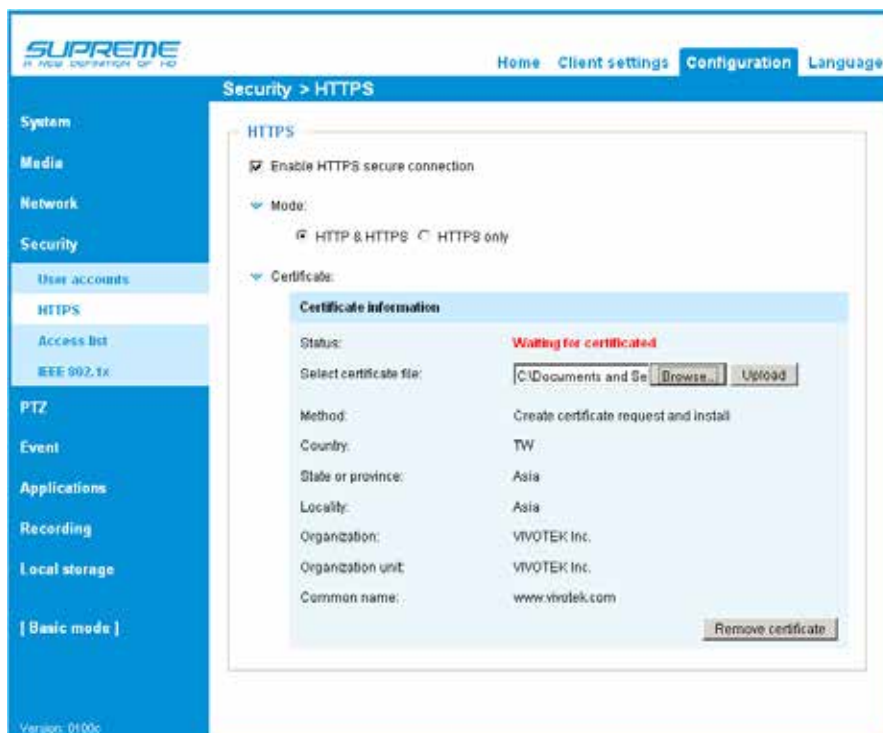 SUPREME
A NEW DEFINITION OF HD
Home Client settings Configuration Language
Security > HTTPS
System
Media
Network
Security
User accounts
HTTPS
Access list
IEEE 802.1x
PTZ
Event
Applications
Recording
Local storage
[ Basic mode ]
Version: 0100c
HTTPS
Enable HTTPS secure connection
Mode:
HTTP & HTTPS HTTPS only
Certificate:
Certificate information
Status: Waiting for certificated
Select certificate file: C:\Documents and Se Browse... Upload
Method: Create certificate request and install
Country: TW
State or province: Asia
Locality: Asia
Organization: VIVOTEK Inc.
Organization unit: VIVOTEK Inc.
Common name: www.vivotek.com
Remove certificate